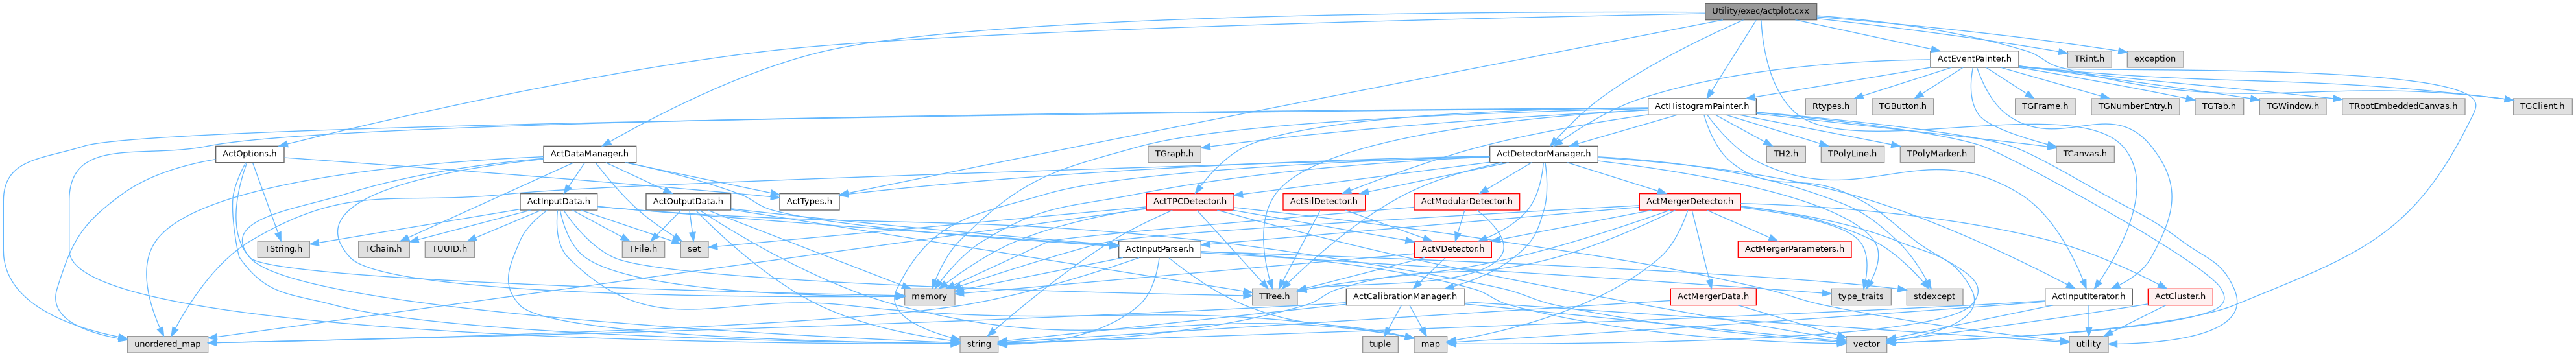 Utility/exec/actplot.cxx
ActEventPainter.h
TRint.h
exception
ActHistogramPainter.h
Rtypes.h
TGButton.h
TGFrame.h
TGNumberEntry.h
TGTab.h
TGWindow.h
TRootEmbeddedCanvas.h
TGClient.h
ActOptions.h
ActDataManager.h
TGraph.h
ActDetectorManager.h
TH2.h
TPolyLine.h
TPolyMarker.h
TCanvas.h
ActInputData.h
ActOutputData.h
ActTypes.h
ActTPCDetector.h
ActSilDetector.h
ActModularDetector.h
ActMergerDetector.h
TString.h
TChain.h
TUUID.h
TFile.h
set
ActInputParser.h
ActVDetector.h
ActMergerParameters.h
memory
TTree.h
ActCalibrationManager.h
ActMergerData.h
type_traits
stdexcept
ActInputIterator.h
ActCluster.h
unordered_map
string
tuple
map
vector
utility